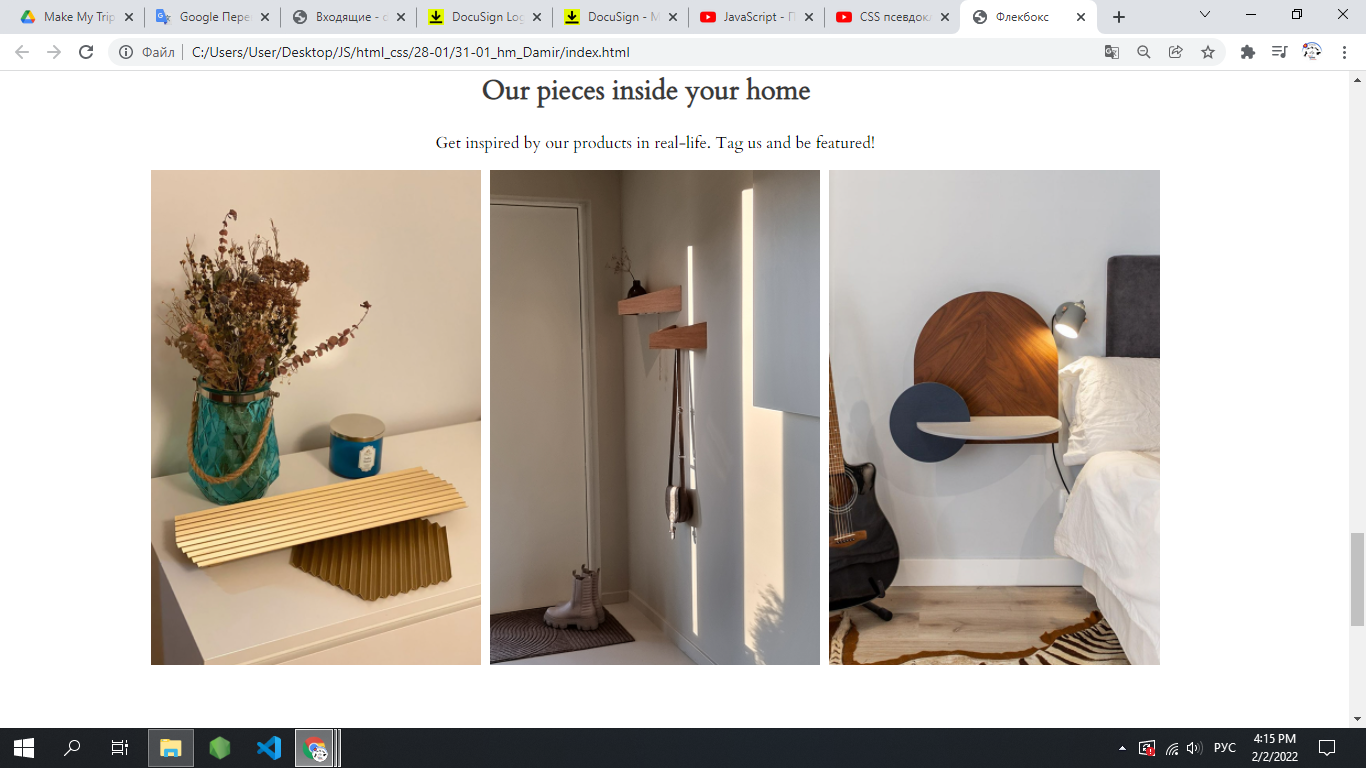 Make My Trip
Google Пере
Входящие - c
DocuSign Log
DocuSign - M
JavaScript - П
CSS псевдокл
Флекбокс
Файл
C:/Users/User/Desktop/JS/html_css/28-01/31-01_hm_Damir/index.html
Our pieces inside your home
Get inspired by our products in real-life. Tag us and be featured!
РУС
4:15 PM
2/2/2022